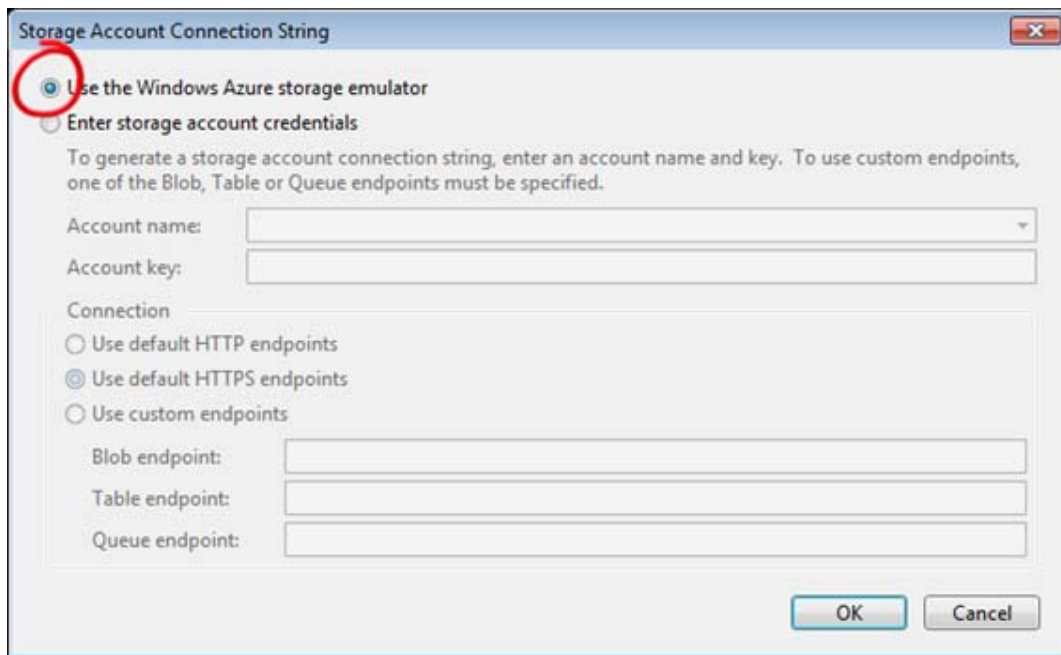 Storage Account Connection String
Use the Windows Azure storage emulator
Enter storage account credentials
To generate a storage account connection string, enter an account name and key.  To use custom endpoints,
one of the Blob, Table or Queue endpoints must be specified.
Account name:
Account key:
Connection
Use default HTTP endpoints
Use default HTTPS endpoints
Use custom endpoints
Blob endpoint:
Table endpoint:
Queue endpoint:
OK Cancel